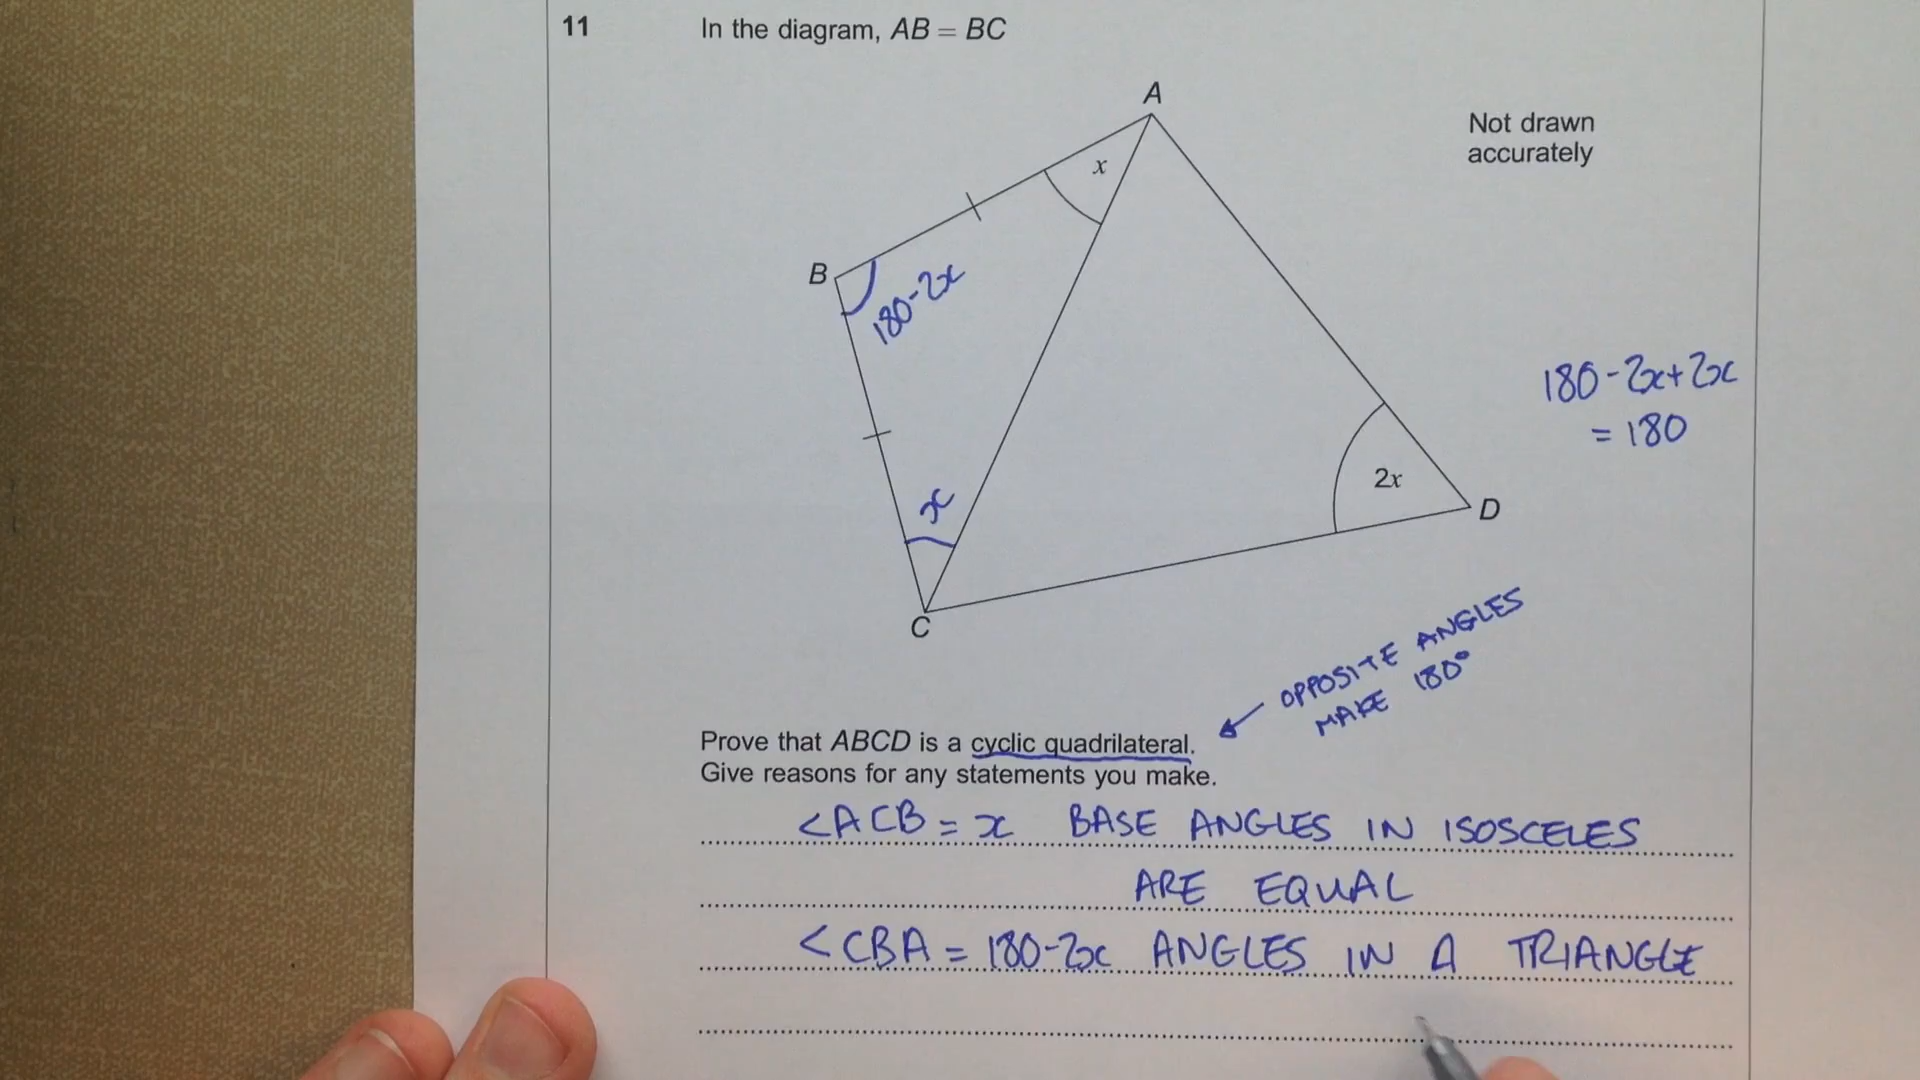 11 In the diagram, AB = BC
A
Not drawn
accurately
x
B
180-2x
180-2x+2x
= 180
x
2x
D
C
OPPOSITE ANGLES
MAKE 180°
Prove that ABCD is a cyclic quadrilateral.
Give reasons for any statements you make.
<ACB = x BASE ANGLES IN ISOSCELES
ARE EQUAL
<CBA = 180-2x ANGLES IN A TRIANGLE